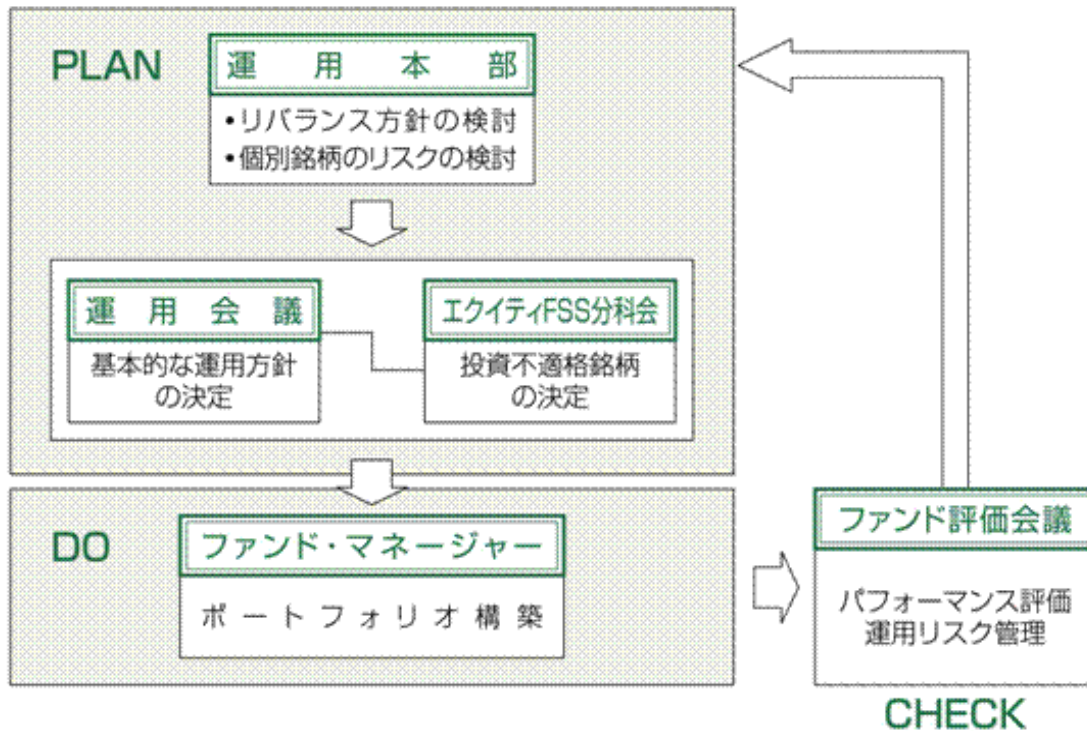 PLAN
運用本部
・リバランス方針の検討
・個別銘柄のリスクの検討
運用会議
基本的な運用方針
の決定
エクイティFSS分科会
投資不適格銘柄
の決定
DO
ファンド・マネージャー
ポートフォリオ構築
ファンド評価会議
パフォーマンス評価
運用リスク管理
CHECK